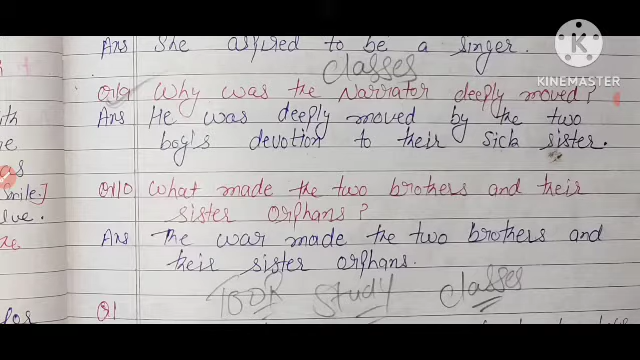 Ans She aspired to be a singer.
Classes
KINEMASTER
Q/9 Why was the Narrator deeply moved?
Ans He was deeply moved by the two
boy's devotion to their sick sister.
Q/10 What made the two brothers and their
sister orphans?
Ans The war made the two brothers and
their sister orphans.
Study Classes
Q1
smile.]